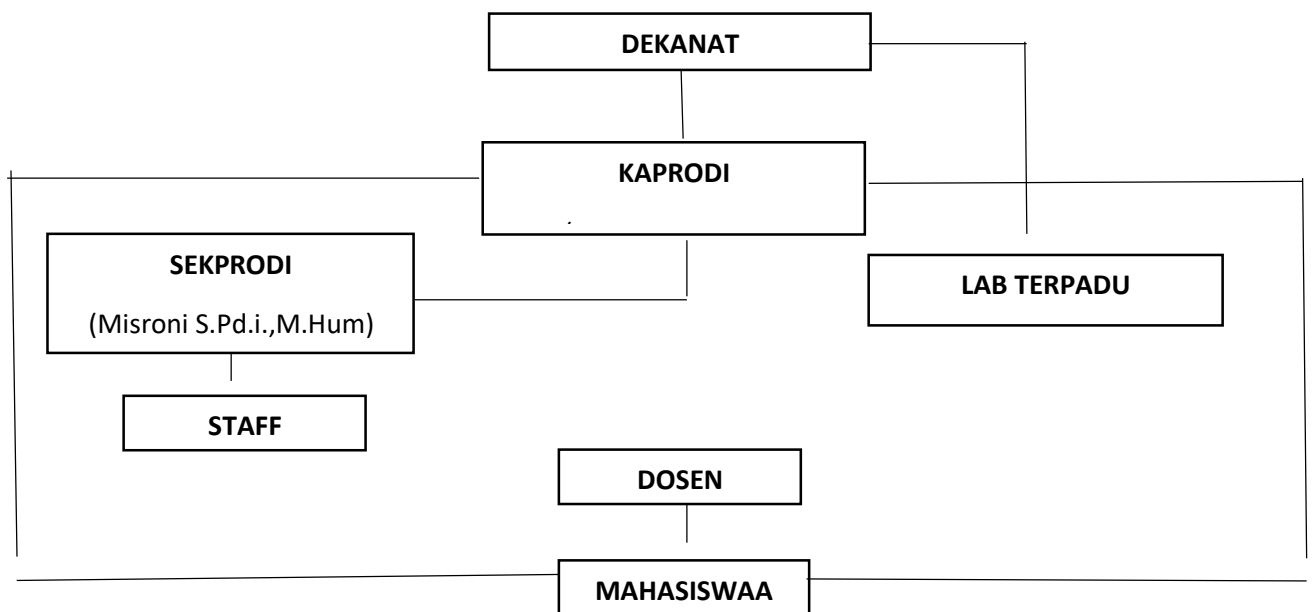 DEKANAT
KAPRODI
SEKPRODI
(Misroni S.Pd.i.,M.Hum)
LAB TERPADU
STAFF
DOSEN
MAHASISWAA